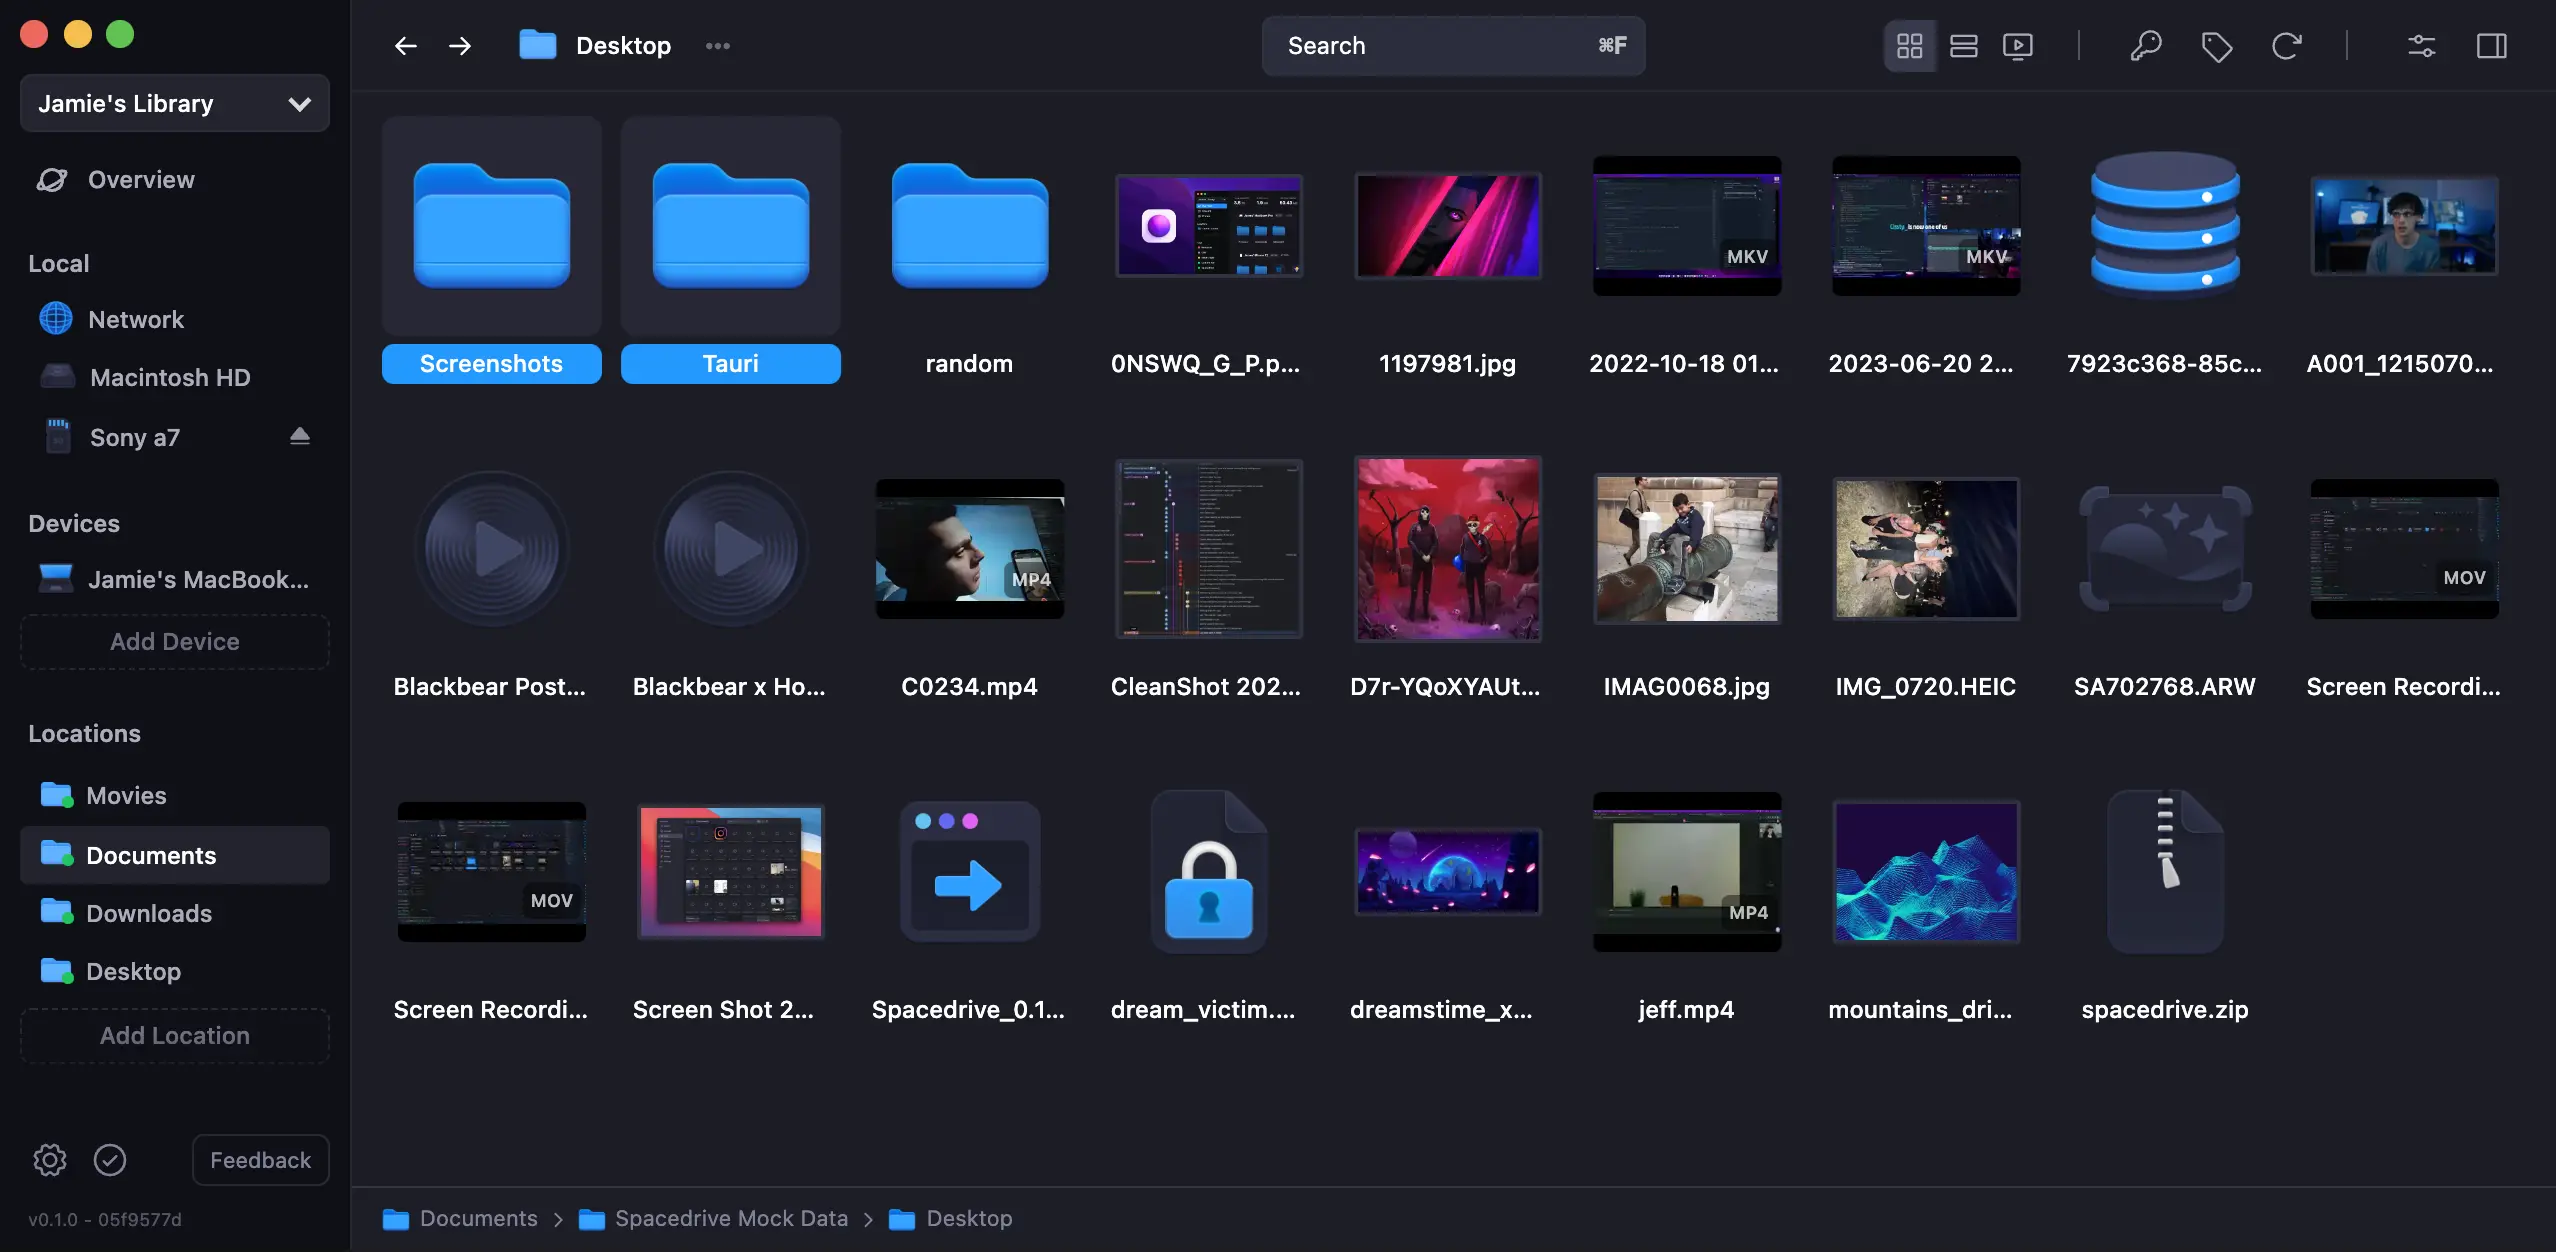 Jamie's Library
Overview
Local
Network
Macintosh HD
Sony a7
Devices
Jamie's MacBook...
Add Device
Locations
Movies
Documents
Downloads
Desktop
Add Location
Feedback
v0.1.0 - 05f9577d
Desktop
Search
⌘F
Screenshots
Tauri
random
0NSWQ_G_P.p...
1197981.jpg
MKV
2022-10-18 01...
MKV
2023-06-20 2...
7923c368-85c...
A001_1215070...
Blackbear Post...
Blackbear x Ho...
MP4
C0234.mp4
CleanShot 202...
D7r-YQoXYAUt...
IMAG0068.jpg
IMG_0720.HEIC
SA702768.ARW
MOV
Screen Recordi...
MOV
Screen Recordi...
Screen Shot 2...
Spacedrive_0.1...
dream_victim....
dreamstime_x...
MP4
jeff.mp4
mountains_dri...
spacedrive.zip
Documents
Spacedrive Mock Data
Desktop